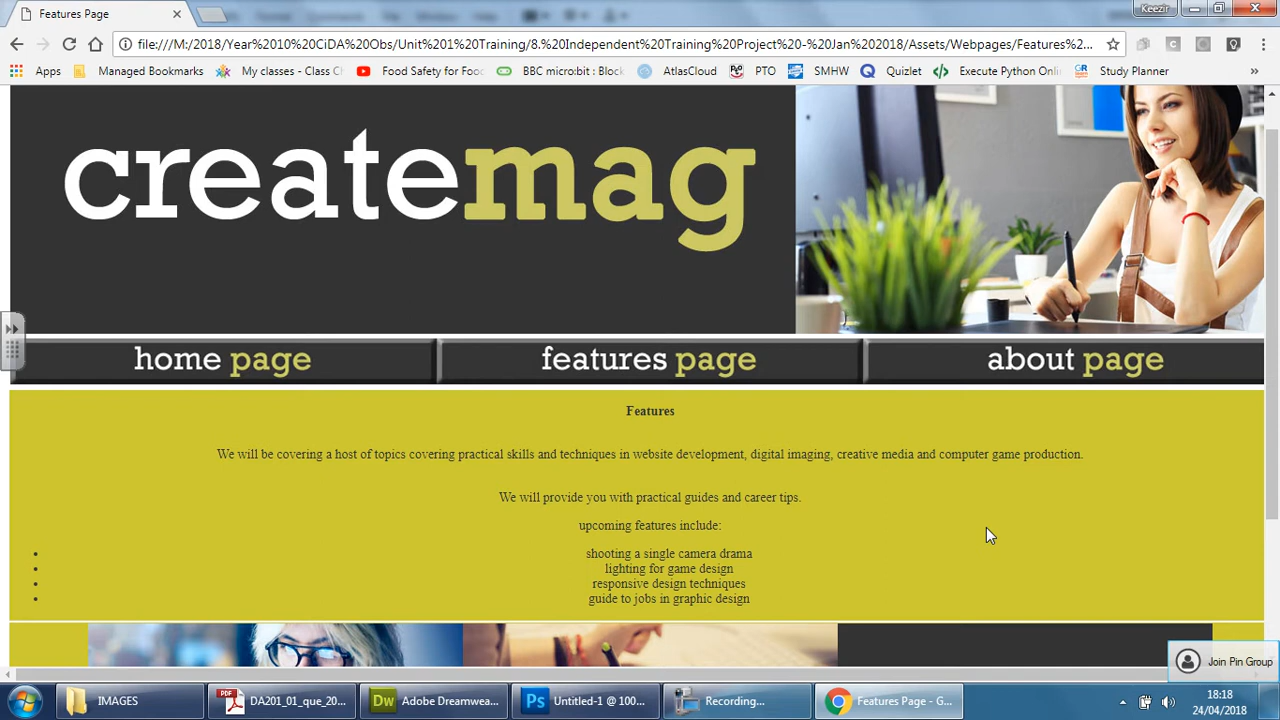 Features Page
Keezir
file:///M:/2018/Year%2010%20CiDA%20Obs/Unit%201%20Training/8.%20Independent%20Training%20Project%20-%20Jan%202018/Assets/Webpages/Features%2...
Apps Managed Bookmarks My classes - Class C Food Safety for Foo BBC micro:bit : Block AtlasCloud PTO SMHW Quizlet Execute Python Onli Study Planner »
createmag
home page features page about page
Features
We will be covering a host of topics covering practical skills and techniques in website development, digital imaging, creative media and computer game production.
We will provide you with practical guides and career tips.
upcoming features include:
• shooting a single camera drama
• lighting for game design
• responsive design techniques
• guide to jobs in graphic design
Join Pin Group
IMAGES DA201_01_que_20... Adobe Dreamwea... Untitled-1 @ 100... Recording... Features Page - G...
18:18
24/04/2018